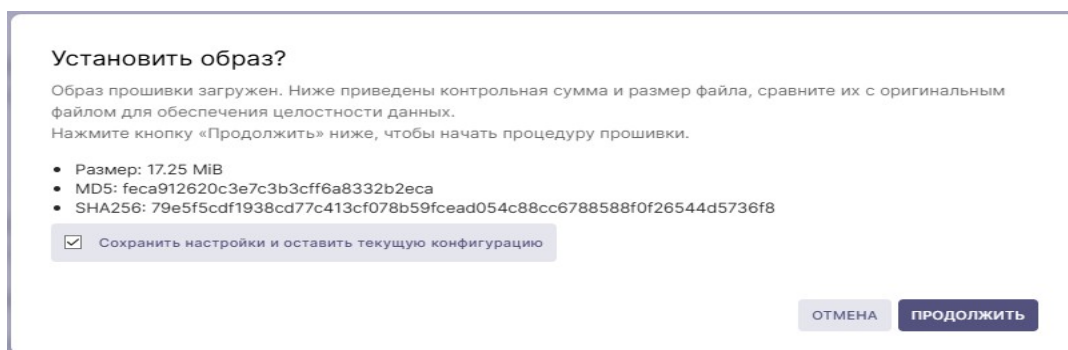 Установить образ?
Образ прошивки загружен. Ниже приведены контрольная сумма и размер файла, сравните их с оригинальным
файлом для обеспечения целостности данных.
Нажмите кнопку «Продолжить» ниже, чтобы начать процедуру прошивки.
• Размер: 17.25 MiB
• MD5: feca912620c3e7c3b3cff6a8332b2eca
• SHA256: 79e5f5cdf1938cd77c413cf078b59fcead054c88cc6788588f0f26544d5736f8
Сохранить настройки и оставить текущую конфигурацию
ОТМЕНА ПРОДОЛЖИТЬ